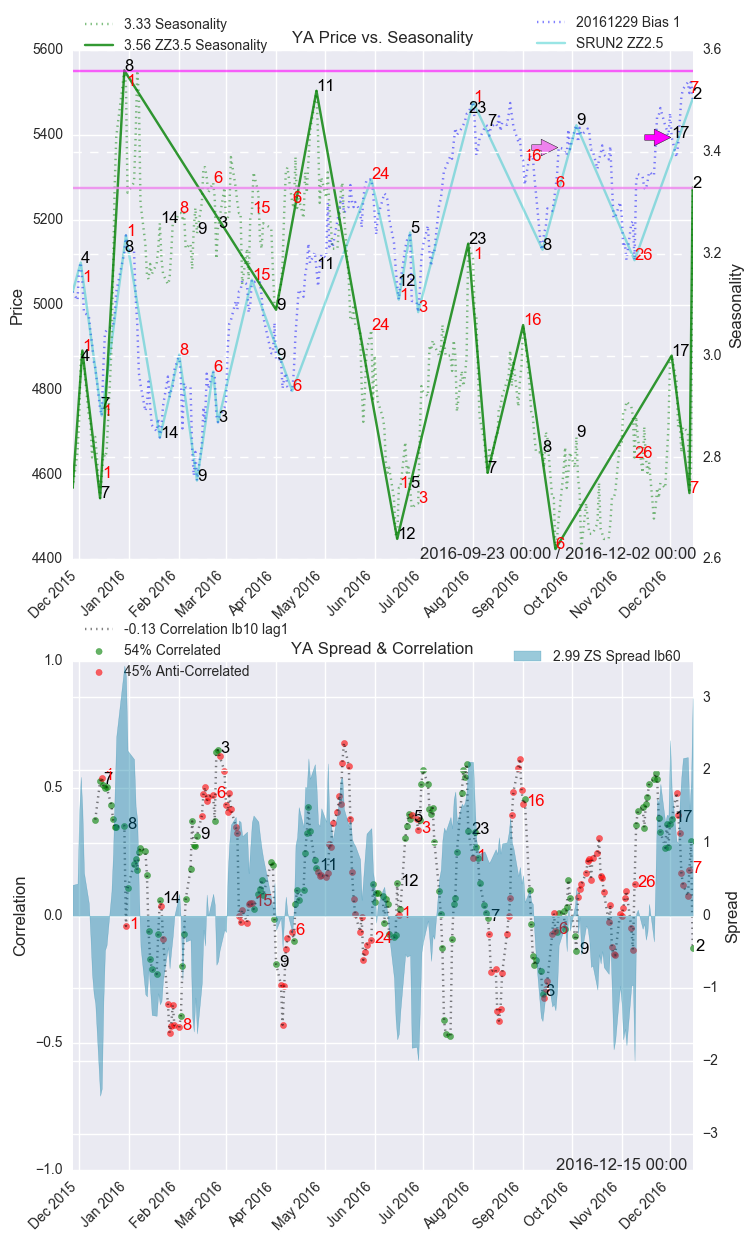 3.33 Seasonality
3.56 ZZ3.5 Seasonality
YA Price vs. Seasonality
20161229 Bias 1
SRUN2 ZZ2.5
5600
5400
5200
5000
4800
4600
4400
Price
3.6
3.4
3.2
3.0
2.8
2.6
Seasonality
8
1
11
4
1
1
4
7
1
1
7
1
8
14
8
7
6
3
15
6
11
9
15
9
6
8
6
14
9
3
24
24
5
12
1
3
1
5
3
12
1
23
7
23
1
7
16
6
9
8
16
8
9
6
26
26
17
17
7
2
2
7
2016-09-23 00:00 / 2016-12-02 00:00
Dec 2015
Jan 2016
Feb 2016
Mar 2016
Apr 2016
May 2016
Jun 2016
Jul 2016
Aug 2016
Sep 2016
Oct 2016
Nov 2016
Dec 2016
-0.13 Correlation lb10 lag1
54% Correlated
45% Anti-Correlated
YA Spread & Correlation
2.99 ZS Spread lb60
1.0
0.5
0.0
−0.5
−1.0
Correlation
3
2
1
0
−1
−2
−3
Spread
1
7
8
1
14
8
9
6
3
15
9
6
11
24
12
1
5
3
23
1
7
16
8
6
9
26
17
7
2
2016-12-15 00:00
Dec 2015
Jan 2016
Feb 2016
Mar 2016
Apr 2016
May 2016
Jun 2016
Jul 2016
Aug 2016
Sep 2016
Oct 2016
Nov 2016
Dec 2016